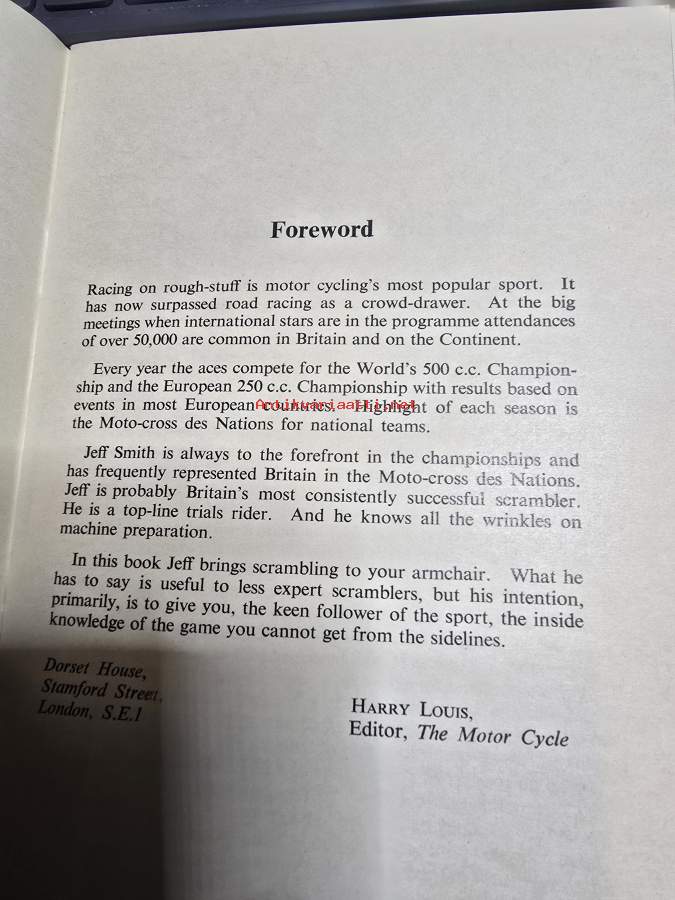 Foreword
Racing on rough-stuff is motor cycling's most popular sport. It
has now surpassed road racing as a crowd-drawer. At the big
meetings when international stars are in the programme attendances
of over 50,000 are common in Britain and on the Continent.
Every year the aces compete for the World's 500 c.c. Champion-
ship and the European 250 c.c. Championship with results based on
events in most European countries. Highlight of each season is
the Moto-cross des Nations for national teams.
Jeff Smith is always to the forefront in the championships and
has frequently represented Britain in the Moto-cross des Nations.
Jeff is probably Britain's most consistently successful scrambler.
He is a top-line trials rider. And he knows all the wrinkles on
machine preparation.
In this book Jeff brings scrambling to your armchair. What he
has to say is useful to less expert scramblers, but his intention,
primarily, is to give you, the keen follower of the sport, the inside
knowledge of the game you cannot get from the sidelines.
Dorset House,
Stamford Street,
London, S.E.1
HARRY LOUIS,
Editor, The Motor Cycle